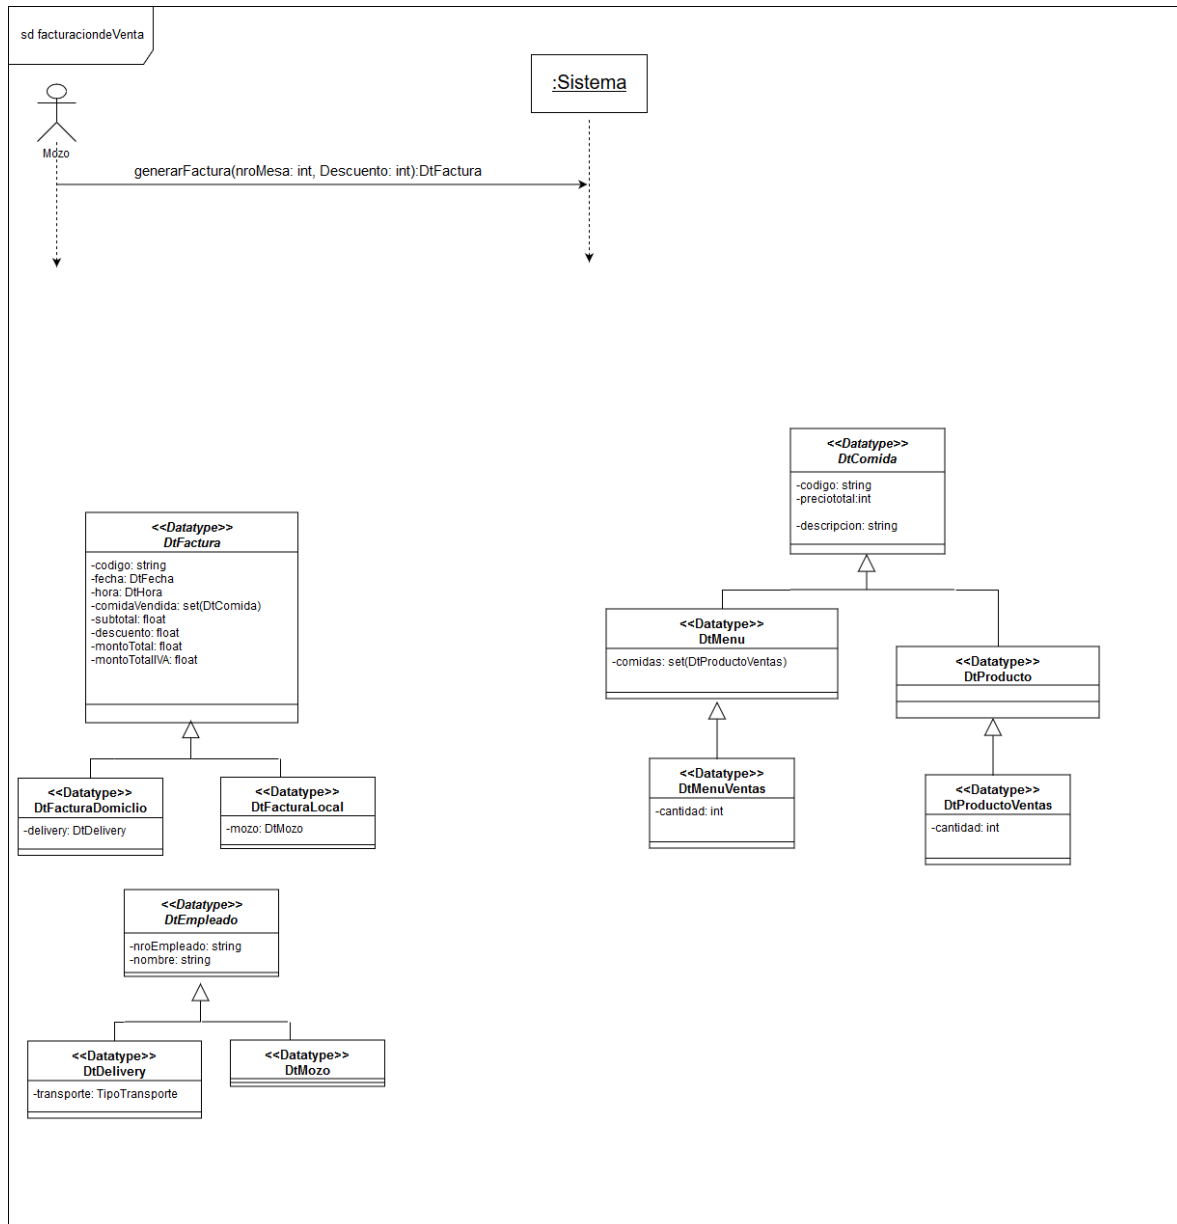 sd facturaciondeVenta
:Sistema
Mozo
generarFactura(nroMesa: int, Descuento: int):DtFactura
<<Datatype>>
DtComida
-codigo: string
-preciototal:int
-descripcion: string
<<Datatype>>
DtFactura
-codigo: string
-fecha: DtFecha
-hora: DtHora
-comidaVendida: set(DtComida)
-subtotal: float
-descuento: float
-montoTotal: float
-montoTotalIVA: float
<<Datatype>>
DtMenu
-comidas: set(DtProductoVentas)
<<Datatype>>
DtProducto
<<Datatype>>
DtMenuVentas
-cantidad: int
<<Datatype>>
DtProductoVentas
-cantidad: int
<<Datatype>>
DtFacturaDomiclio
-delivery: DtDelivery
<<Datatype>>
DtFacturaLocal
-mozo: DtMozo
<<Datatype>>
DtEmpleado
-nroEmpleado: string
-nombre: string
<<Datatype>>
DtDelivery
-transporte: TipoTransporte
<<Datatype>>
DtMozo